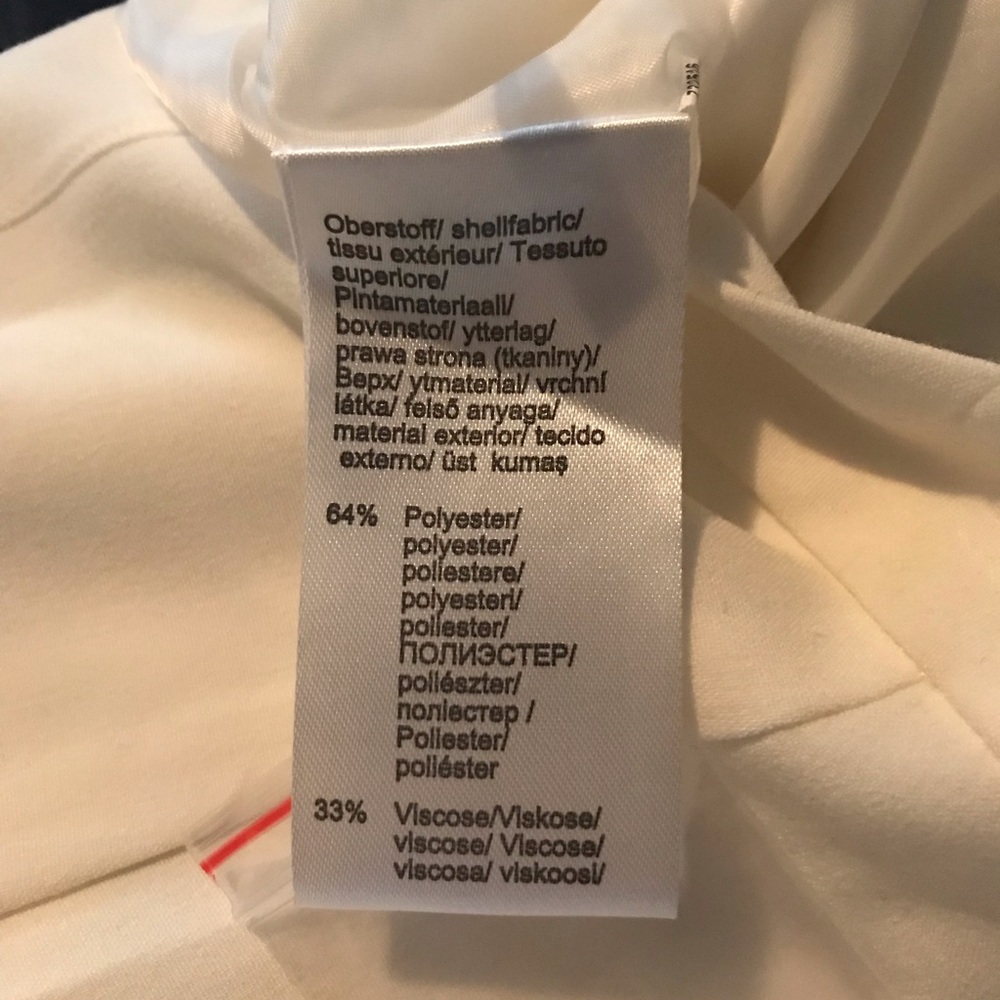 Oberstoff/ shellfabric/
tissu extérieur/ Tessuto
superiore/
Pintamateriaali/
bovenstof/ ytterlag/
prawa strona (tkaniny)/
Верх/ ytmaterial/ vrchní
látka/ felső anyaga/
material exterior/ tecido
externo/ üst kumaş
64% Polyester/
polyester/
poliestere/
polyesteri/
poliester/
ПОЛИЭСТЕР/
poliészter/
поліестер /
Poliester/
poliéster
33% Viscose/Viskose/
viscose/ Viscose/
viscosa/ viskoosi/